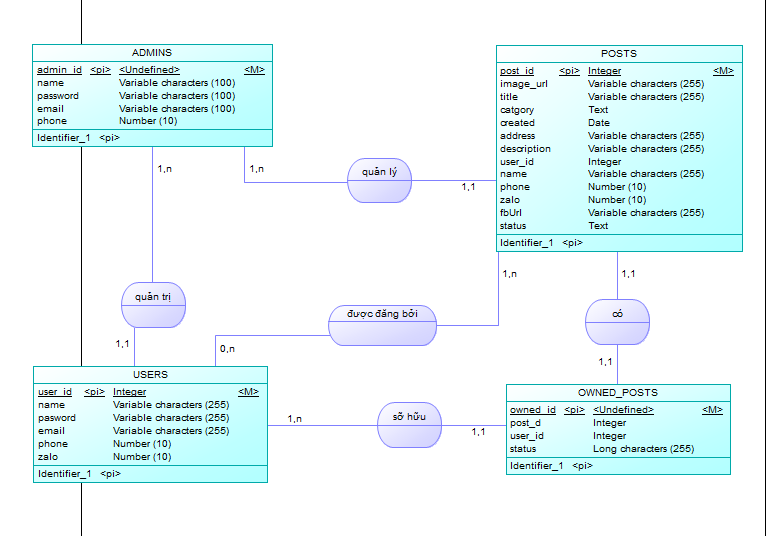 ADMINS
admin_id <pi> <Undefined> <M>
name Variable characters (100)
password Variable characters (100)
email Variable characters (100)
phone Number (10)
Identifier_1 <pi>
POSTS
post_id <pi> Integer <M>
image_url Variable characters (255)
title Variable characters (255)
catgory Text
created Date
address Variable characters (255)
description Variable characters (255)
user_id Integer
name Variable characters (255)
phone Number (10)
zalo Number (10)
fbUrl Variable characters (255)
status Text
Identifier_1 <pi>
1,n
1,n
quản lý
1,1
quản trị
1,1
được đăng bởi
1,n
0,n
1,1
có
1,1
USERS
user_id <pi> Integer <M>
name Variable characters (255)
pasword Variable characters (255)
email Variable characters (255)
phone Number (10)
zalo Number (10)
Identifier_1 <pi>
1,n
sở hữu
1,1
OWNED_POSTS
owned_id <pi> <Undefined> <M>
post_d Integer
user_id Integer
status Long characters (255)
Identifier_1 <pi>